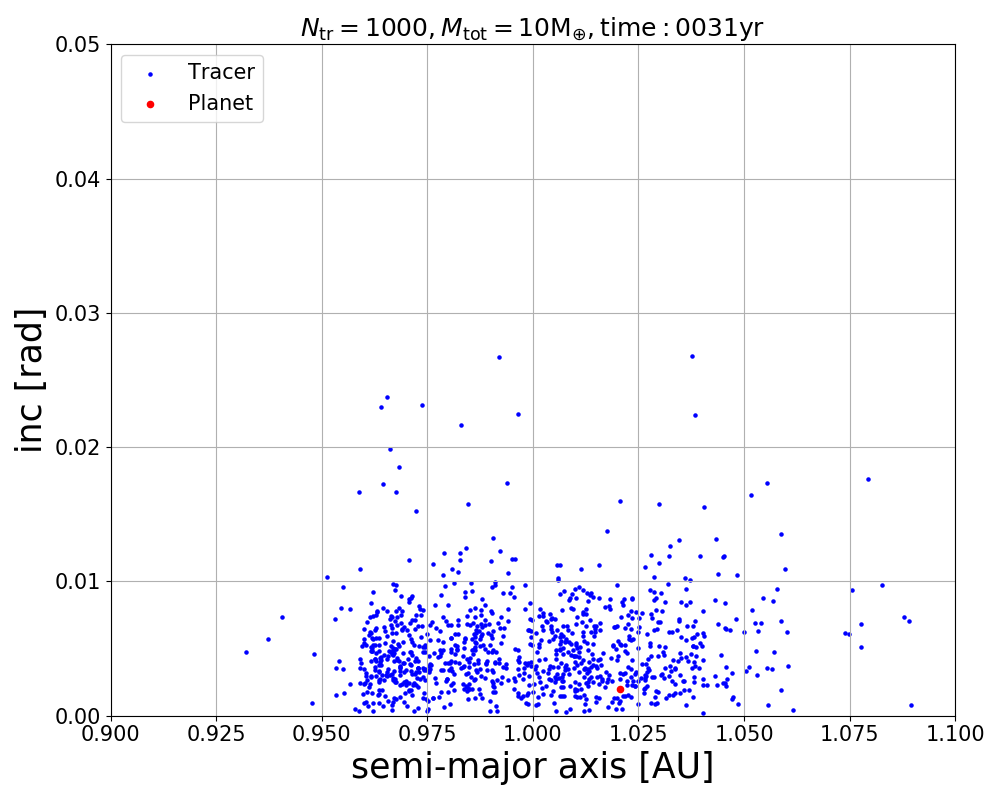 N_tr = 1000, M_tot = 10M_⊕, time : 0031yr
Tracer
Planet
inc [rad]
0.05
0.04
0.03
0.02
0.01
0.00
0.900 0.925 0.950 0.975 1.000 1.025 1.050 1.075 1.100
semi-major axis [AU]